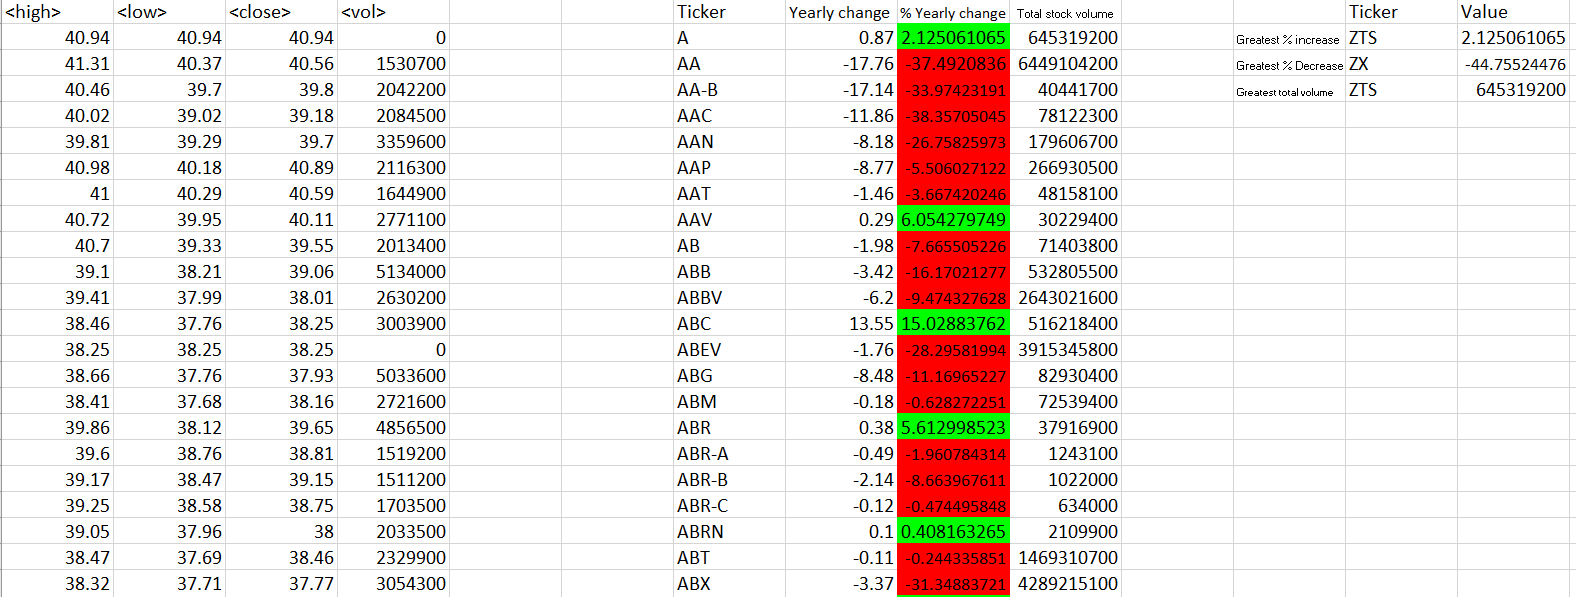 <high> <low> <close> <vol> Ticker Yearly change % Yearly change Total stock volume Ticker Value
40.94 40.94 40.94 0 A 0.87 2.125061065 645319200 Greatest % increase ZTS 2.125061065
41.31 40.37 40.56 1530700 AA -17.76 -37.4920836 6449104200 Greatest % Decrease ZX -44.75524476
40.46 39.7 39.8 2042200 AA-B -17.14 -33.97423191 40441700 Greatest total volume ZTS 645319200
40.02 39.02 39.18 2084500 AAC -11.86 -38.35705045 78122300
39.81 39.29 39.7 3359600 AAN -8.18 -26.75825973 179606700
40.98 40.18 40.89 2116300 AAP -8.77 -5.506027122 266930500
41 40.29 40.59 1644900 AAT -1.46 -3.667420246 48158100
40.72 39.95 40.11 2771100 AAV 0.29 6.054279749 30229400
40.7 39.33 39.55 2013400 AB -1.98 -7.665505226 71403800
39.1 38.21 39.06 5134000 ABB -3.42 -16.17021277 532805500
39.41 37.99 38.01 2630200 ABBV -6.2 -9.474327628 2643021600
38.46 37.76 38.25 3003900 ABC 13.55 15.02883762 516218400
38.25 38.25 38.25 0 ABEV -1.76 -28.29581994 3915345800
38.66 37.76 37.93 5033600 ABG -8.48 -11.16965227 82930400
38.41 37.68 38.16 2721600 ABM -0.18 -0.628272251 72539400
39.86 38.12 39.65 4856500 ABR 0.38 5.612998523 37916900
39.6 38.76 38.81 1519200 ABR-A -0.49 -1.960784314 1243100
39.17 38.47 39.15 1511200 ABR-B -2.14 -8.663967611 1022000
39.25 38.58 38.75 1703500 ABR-C -0.12 -0.474495848 634000
39.05 37.96 38 2033500 ABRN 0.1 0.408163265 2109900
38.47 37.69 38.46 2329900 ABT -0.11 -0.244335851 1469310700
38.32 37.71 37.77 3054300 ABX -3.37 -31.34883721 4289215100